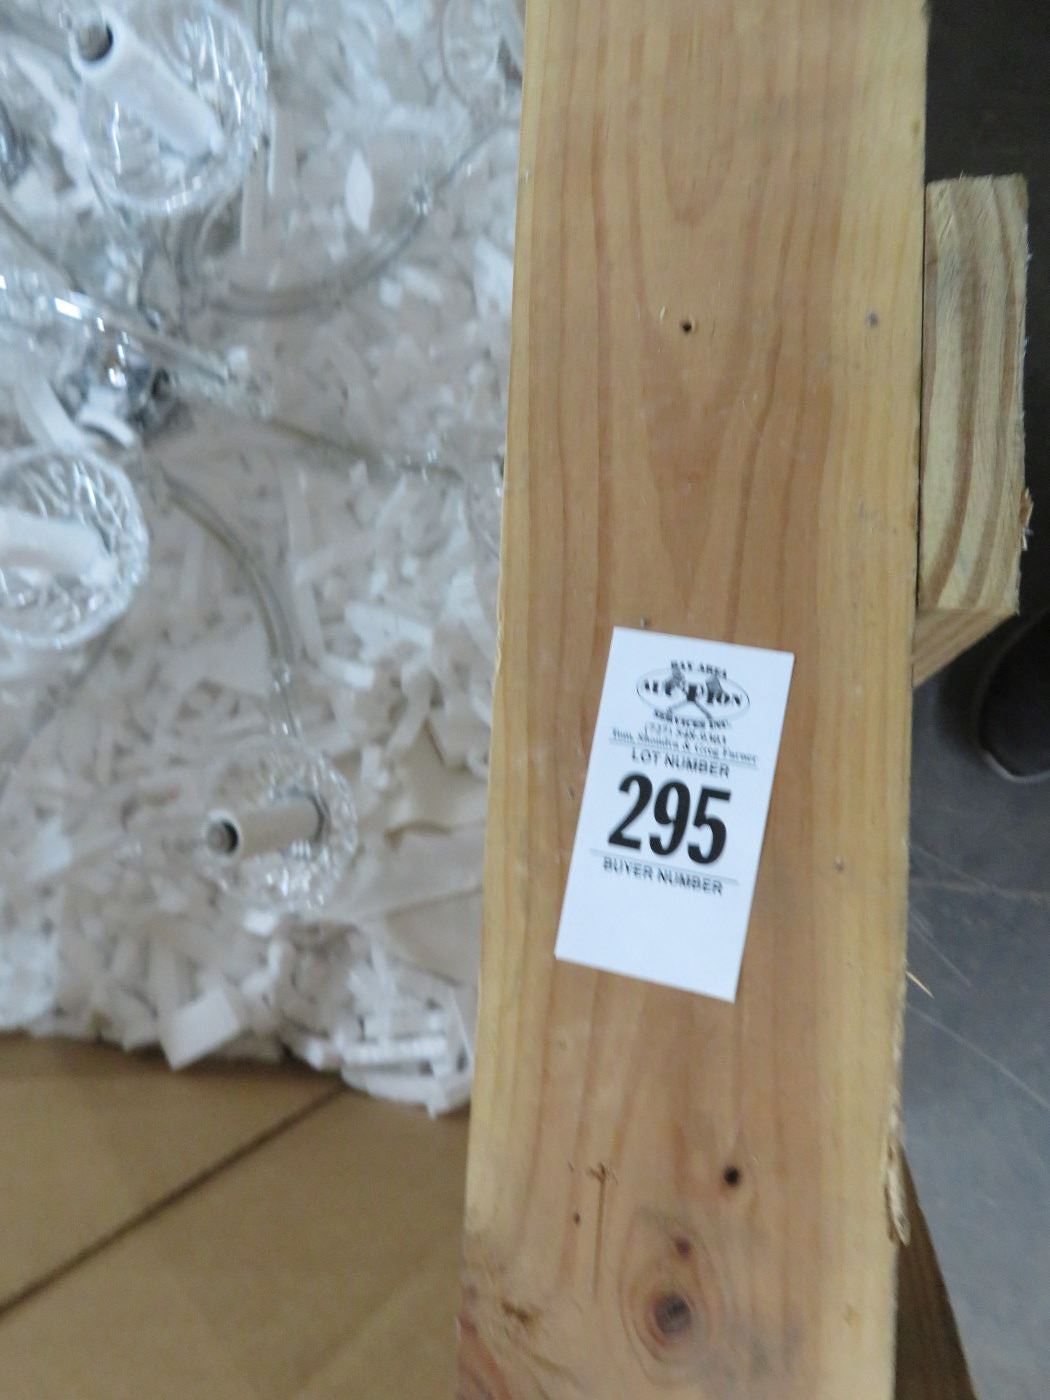 BAY AREA
AUCTION
SERVICES INC.
LOT NUMBER
295
BUYER NUMBER